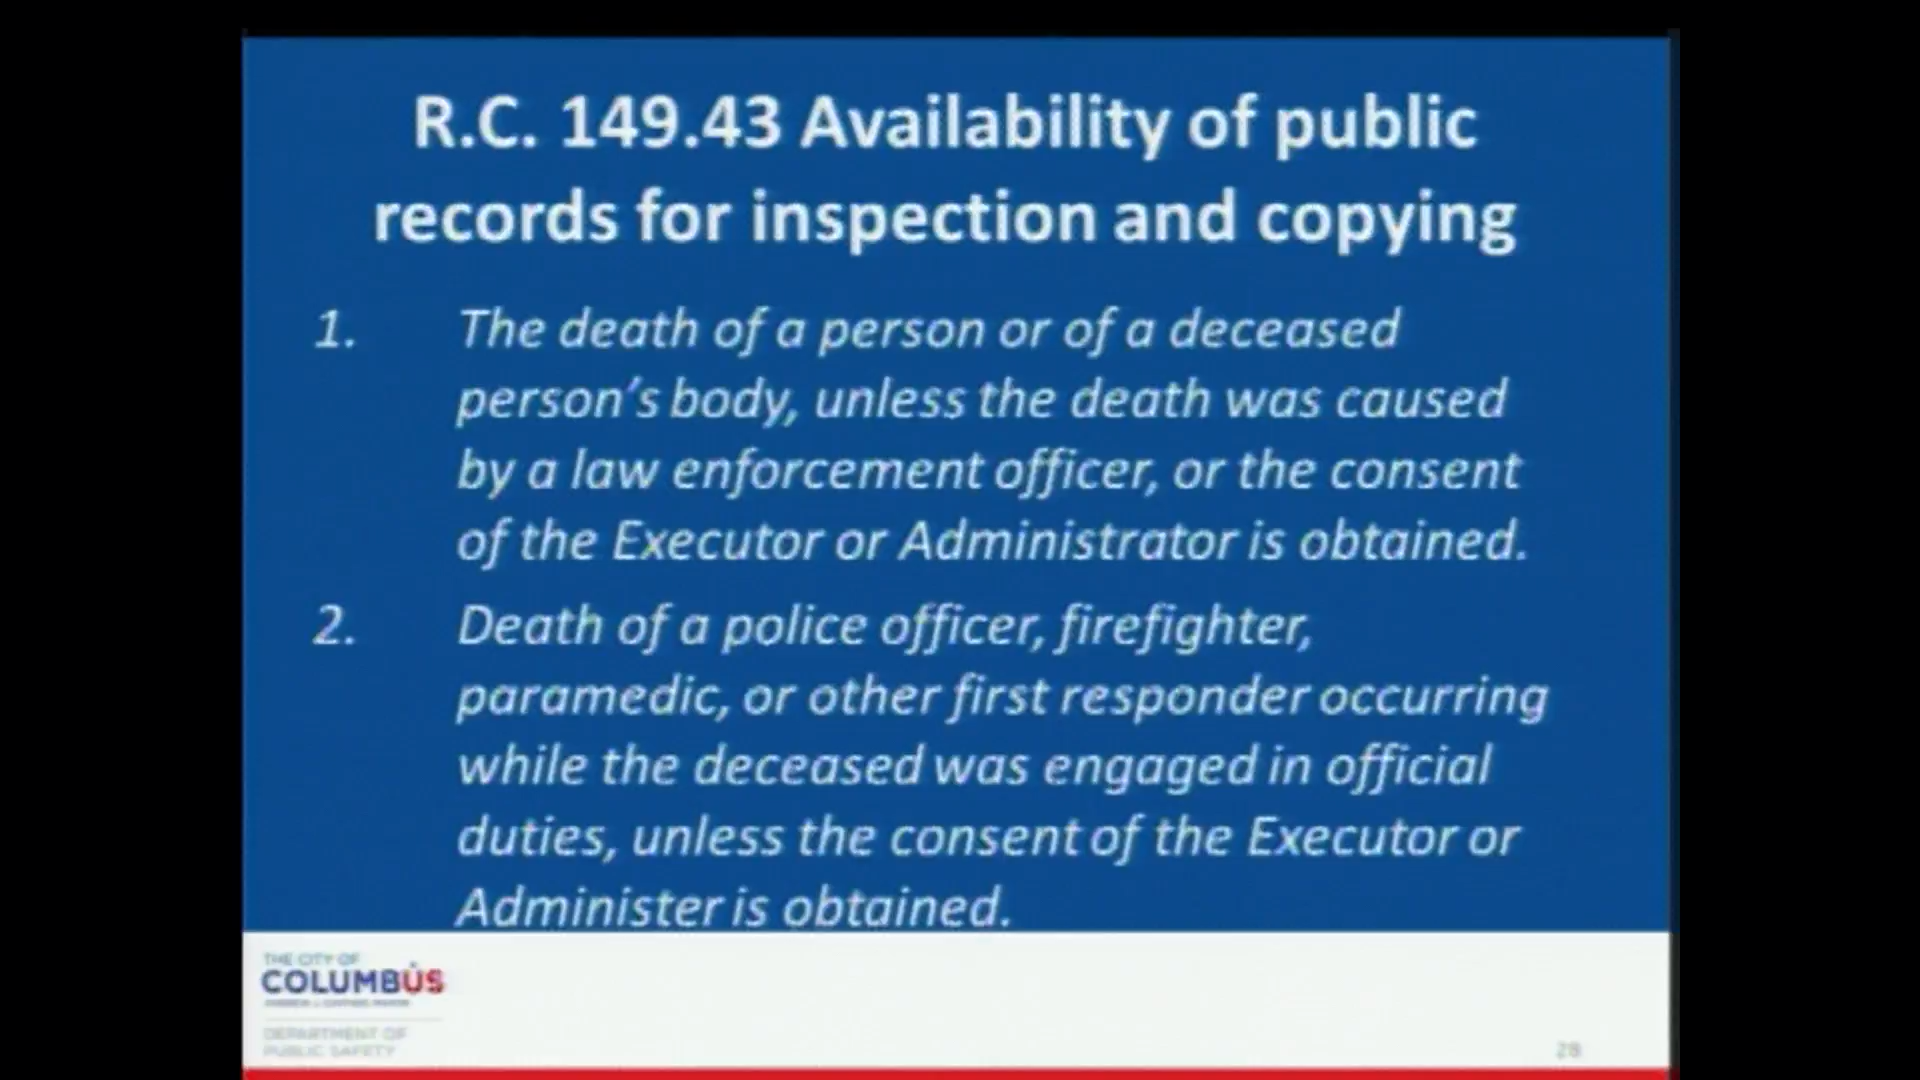 R.C. 149.43 Availability of public
records for inspection and copying
1. The death of a person or of a deceased
person's body, unless the death was caused
by a law enforcement officer, or the consent
of the Executor or Administrator is obtained.
2. Death of a police officer, firefighter,
paramedic, or other first responder occurring
while the deceased was engaged in official
duties, unless the consent of the Executor or
Administer is obtained.
THE CITY OF
COLUMBUS
DEPARTMENT OF
PUBLIC SAFETY
28